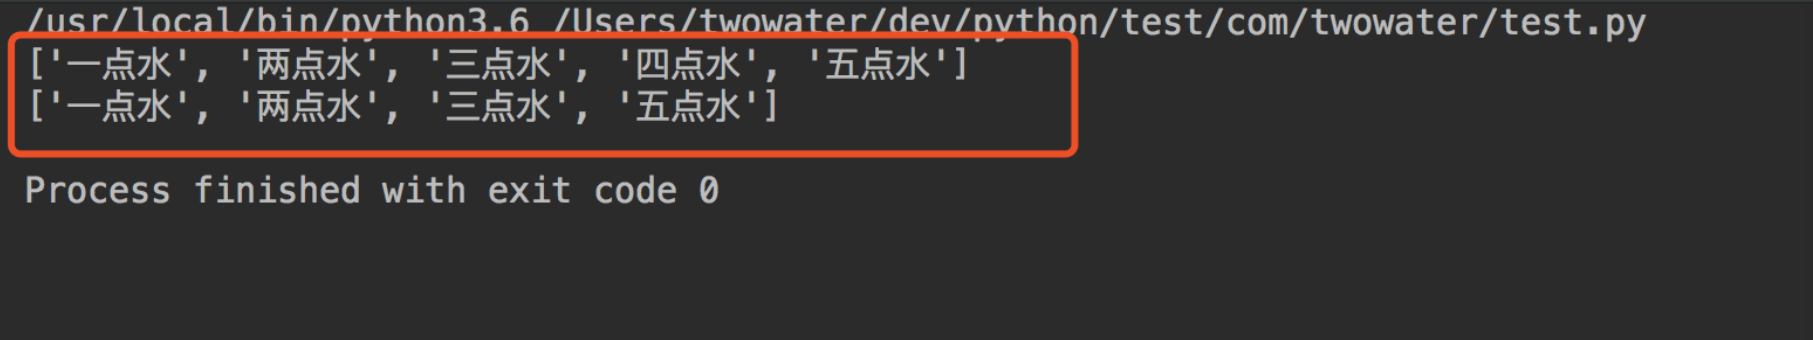 /usr/local/bin/python3.6 /Users/twowater/dev/python/test/com/twowater/test.py
['一点水', '两点水', '三点水', '四点水', '五点水']
['一点水', '两点水', '三点水', '五点水']
Process finished with exit code 0